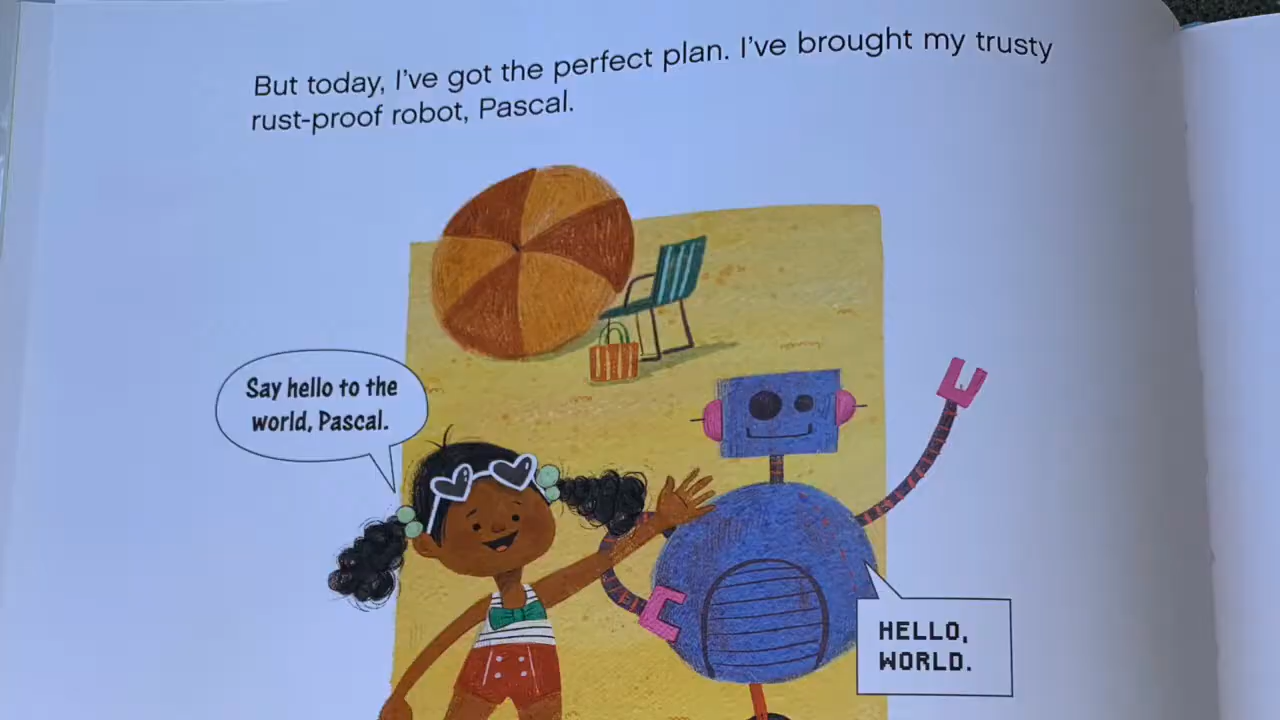 But today, I've got the perfect plan. I've brought my trusty
rust-proof robot, Pascal.
Say hello to the
world, Pascal.
HELLO,
WORLD.